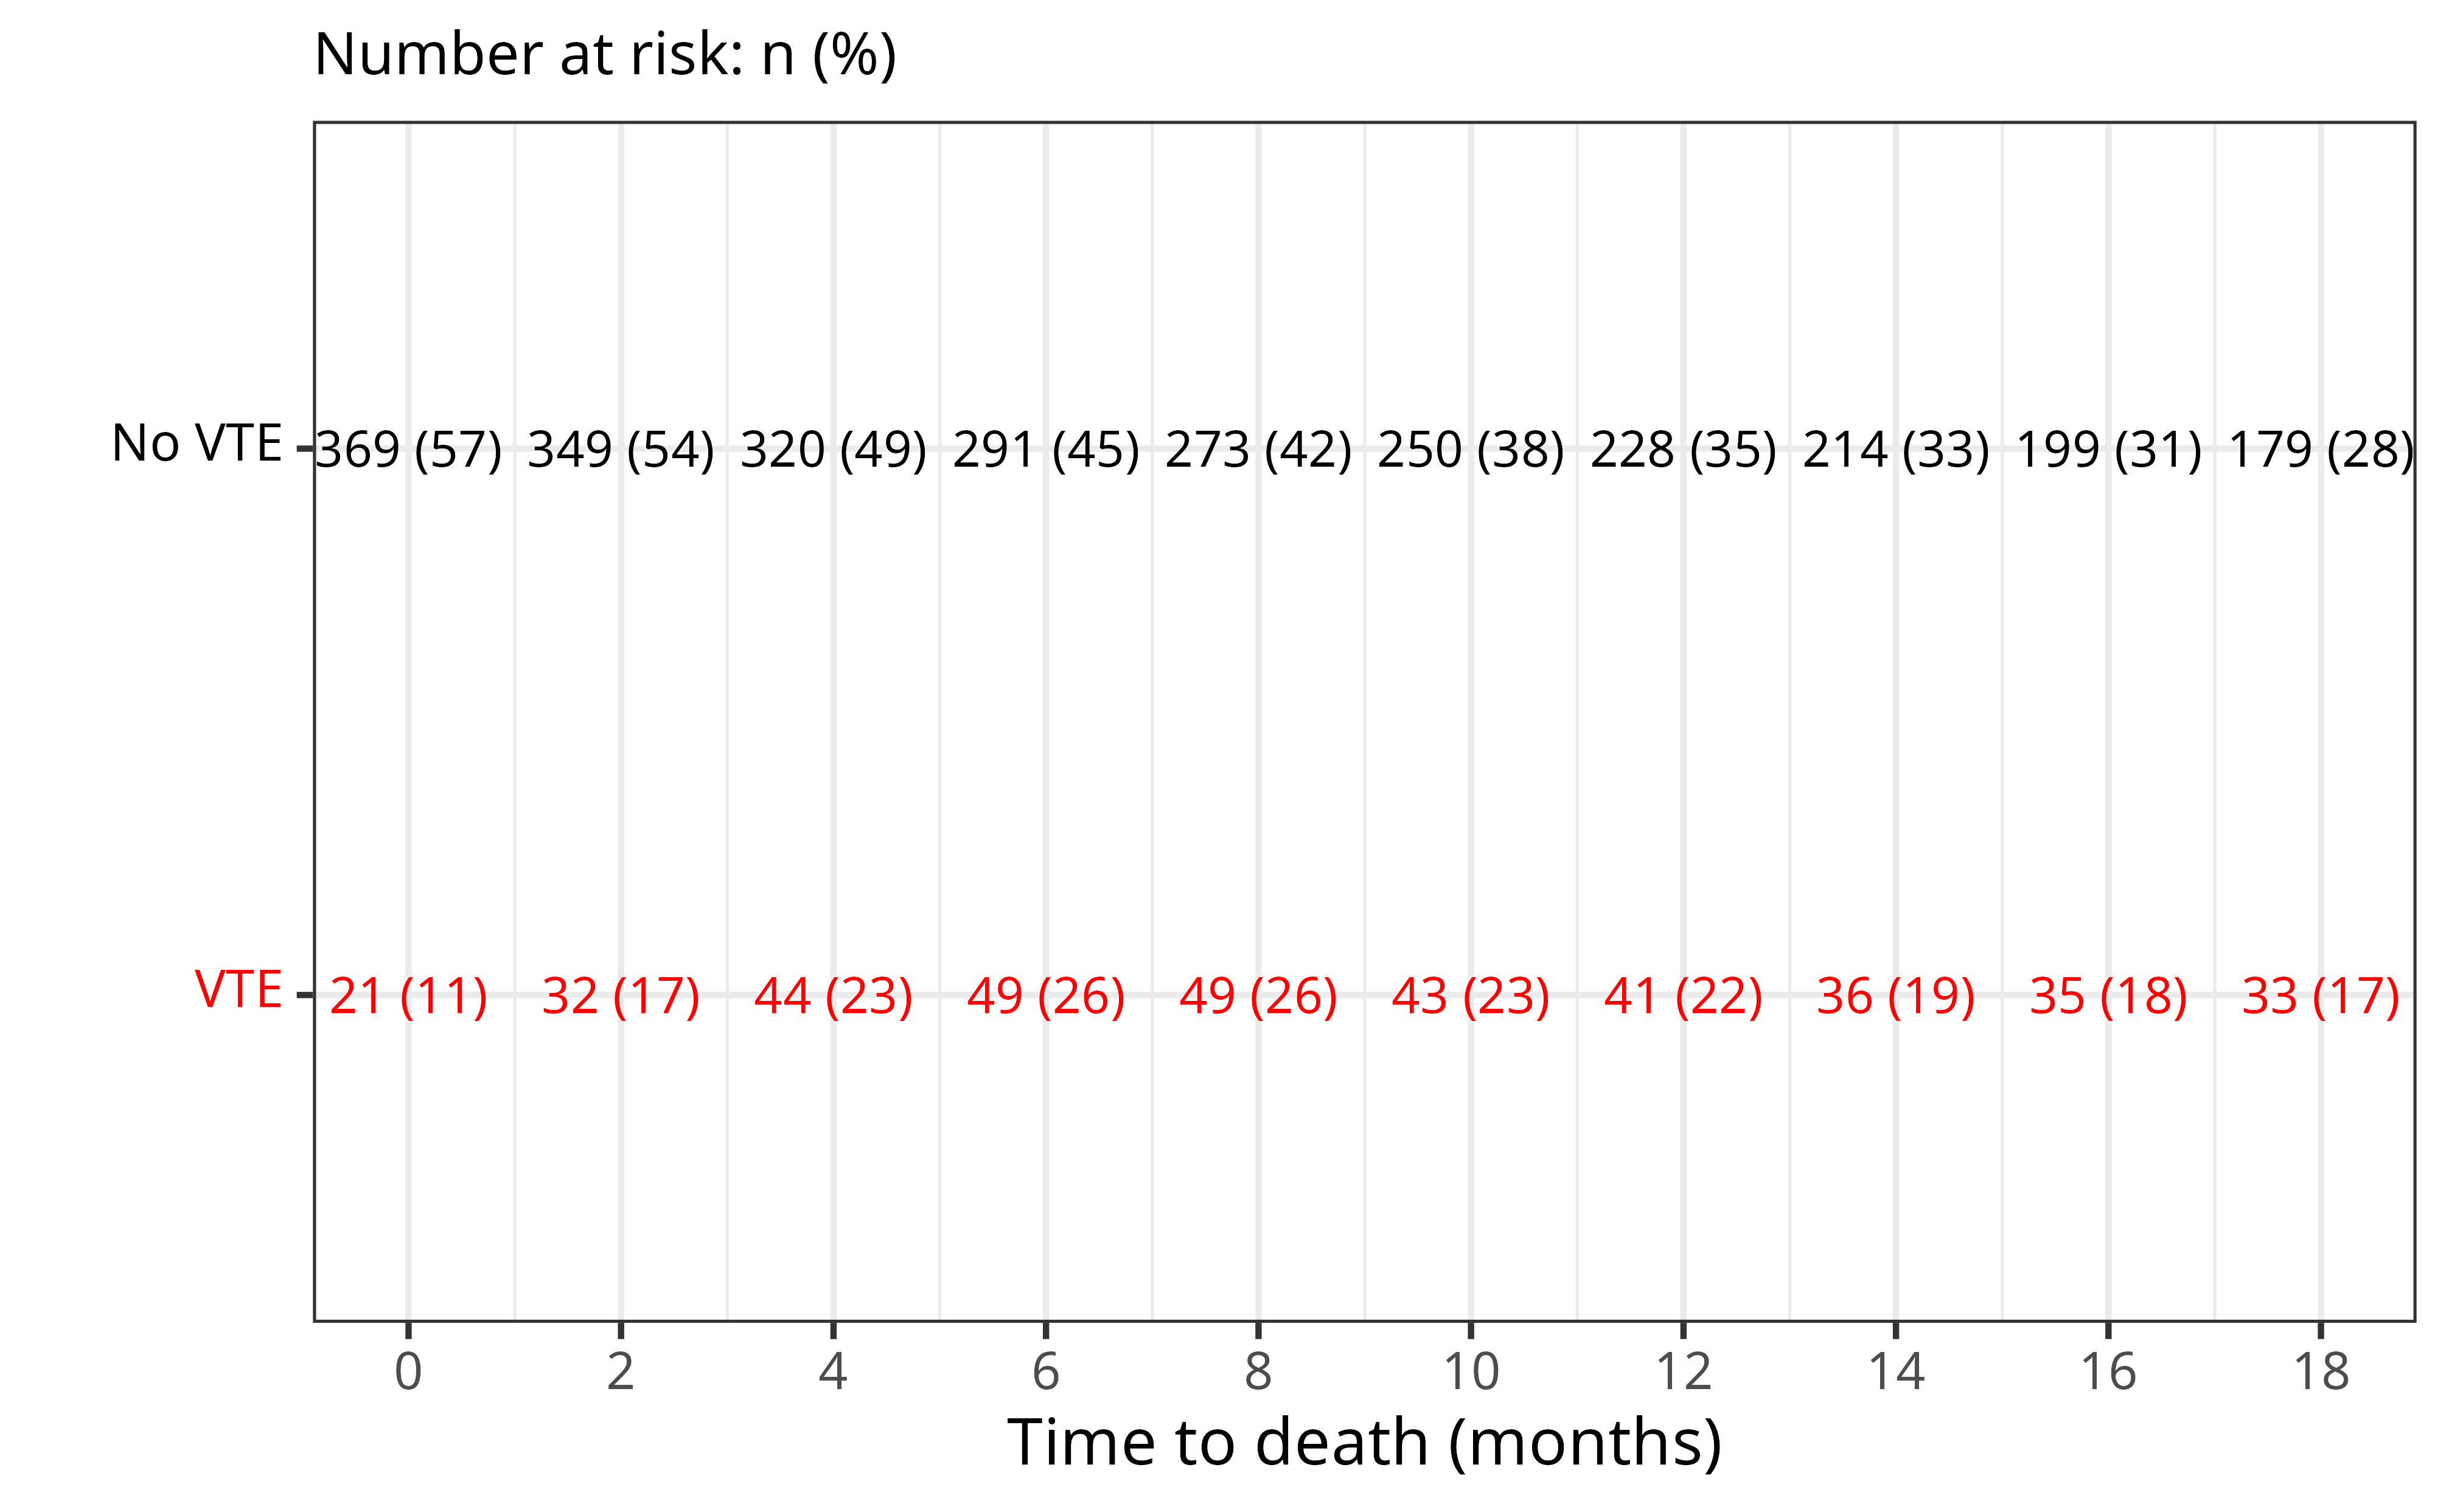 Number at risk: n (%)
No VTE 369 (57) 349 (54) 320 (49) 291 (45) 273 (42) 250 (38) 228 (35) 214 (33) 199 (31) 179 (28)
VTE 21 (11) 32 (17) 44 (23) 49 (26) 49 (26) 43 (23) 41 (22) 36 (19) 35 (18) 33 (17)
0 2 4 6 8 10 12 14 16 18
Time to death (months)